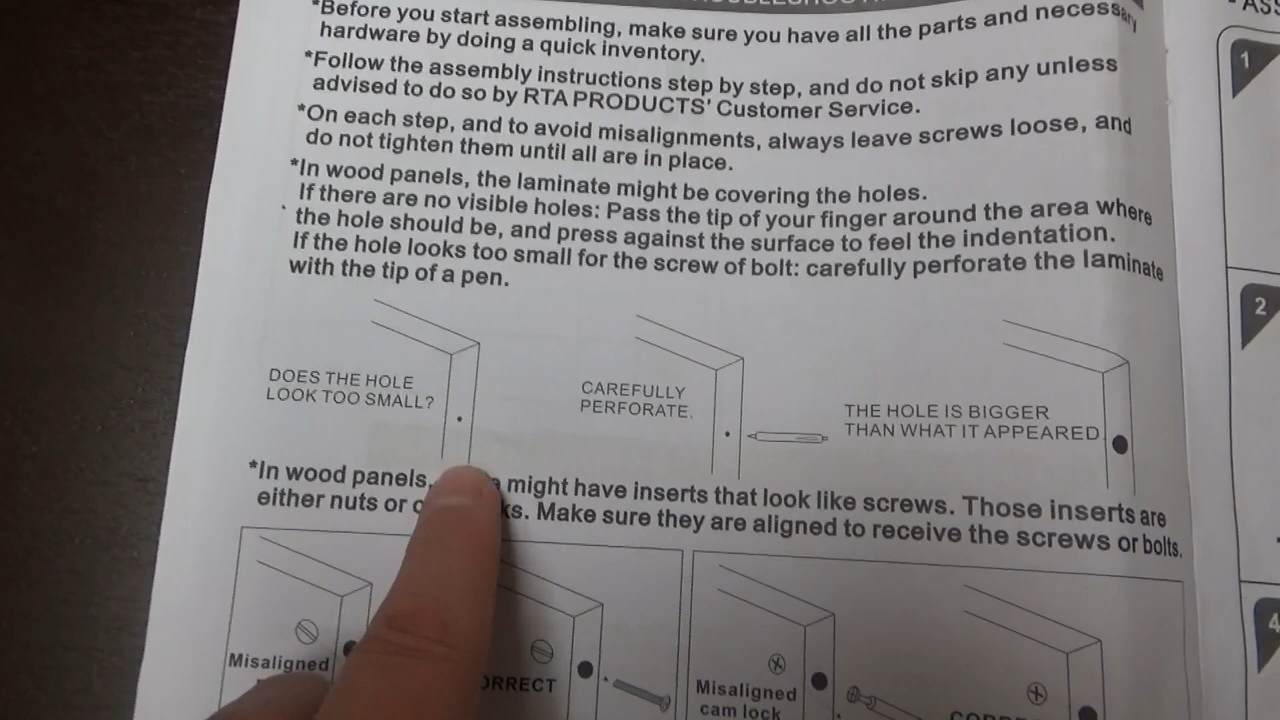 *Before you start assembling, make sure you have all the parts and necessary
hardware by doing a quick inventory.
*Follow the assembly instructions step by step, and do not skip any unless
advised to do so by RTA PRODUCTS' Customer Service.
*On each step, and to avoid misalignments, always leave screws loose, and
do not tighten them until all are in place.
*In wood panels, the laminate might be covering the holes.
If there are no visible holes: Pass the tip of your finger around the area where
the hole should be, and press against the surface to feel the indentation.
If the hole looks too small for the screw of bolt: carefully perforate the laminate
with the tip of a pen.
DOES THE HOLE
LOOK TOO SMALL?
CAREFULLY
PERFORATE.
THE HOLE IS BIGGER
THAN WHAT IT APPEARED
*In wood panels, might have inserts that look like screws. Those inserts are
either nuts or Make sure they are aligned to receive the screws or bolts.
Misaligned
Misaligned
cam lock
1
2
4